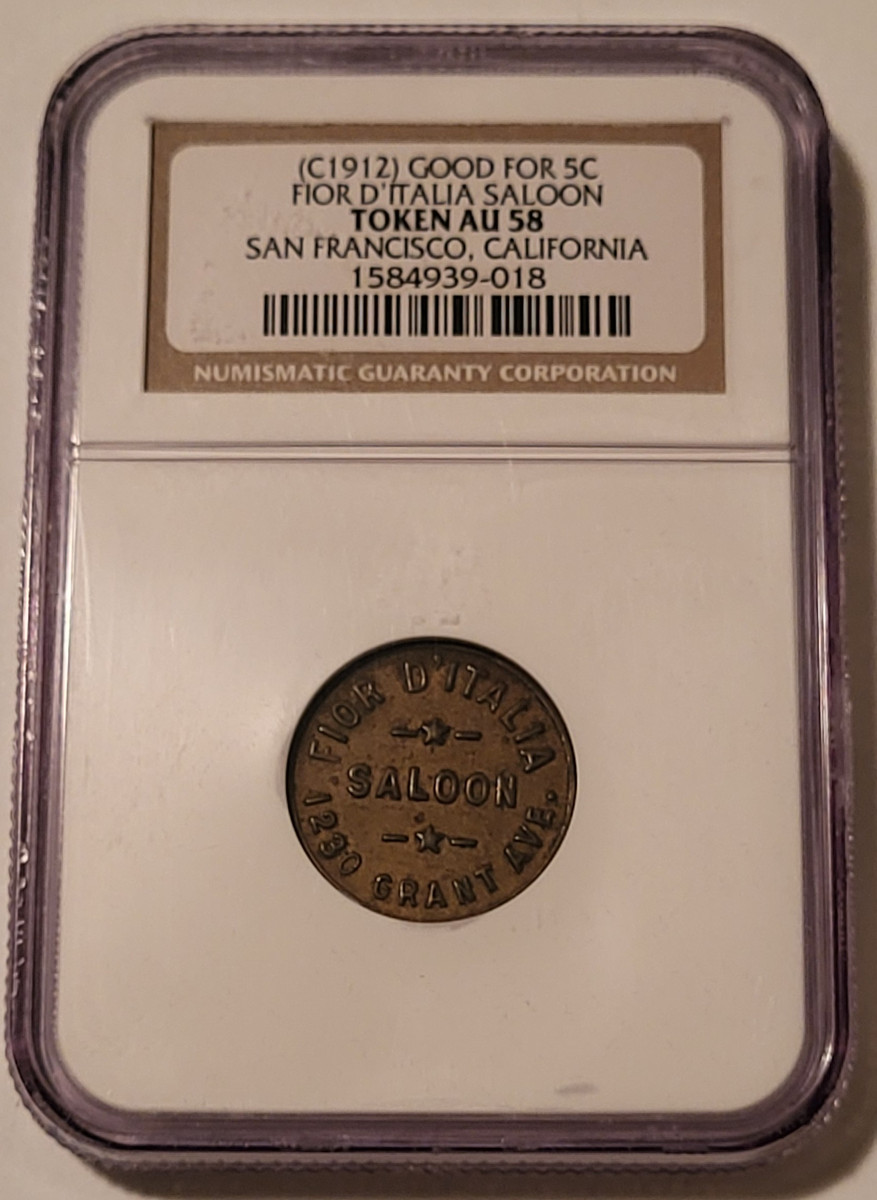 (C1912) GOOD FOR 5C
FIOR D'ITALIA SALOON
TOKEN AU 58
SAN FRANCISCO, CALIFORNIA
1584939-018
NUMISMATIC GUARANTY CORPORATION
FIOR D'ITALIA
SALOON
1230 GRANT AVE.